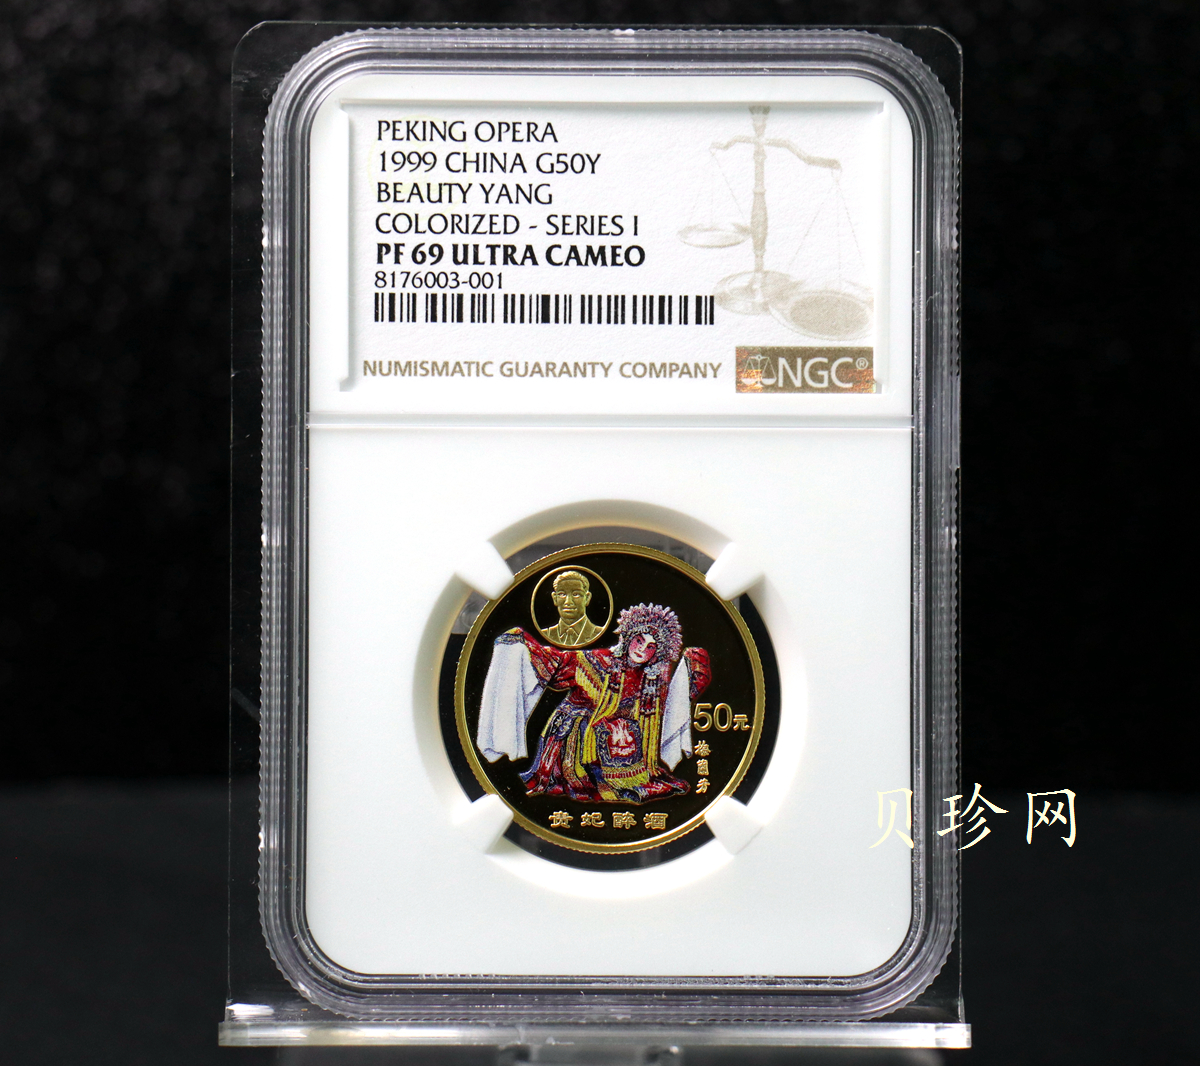 PEKING OPERA
1999 CHINA G50Y
BEAUTY YANG
COLORIZED - SERIES I
PF 69 ULTRA CAMEO
8176003-001
NUMISMATIC GUARANTY COMPANY
NGC®
50元
梅蘭芳
贵妃醉酒
贝珍网